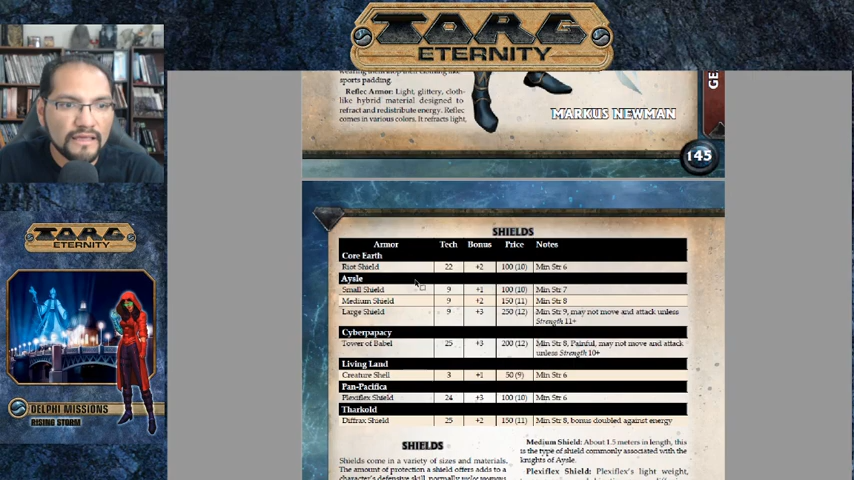 TORG
ETERNITY
sports padding.
Reflec Armor: Light, glittery, cloth-
like hybrid material designed to
refract and redistribute energy. Reflec
comes in various colors. It refracts light,
MARKUS NEWMAN
GE
145
TORG
ETERNITY
DELPHI MISSIONS
RISING STORM
SHIELDS
Armor Tech Bonus Price Notes
Core Earth
Riot Shield 22 +2 100 (10) Min Str 6
Aysle
Small Shield 9 +1 100 (10) Min Str 7
Medium Shield 9 +2 150 (11) Min Str 8
Large Shield 9 +3 250 (12) Min Str 9, may not move and attack unless
Strength 11+
Cyberpapacy
Tower of Babel 25 +3 200 (12) Min Str 8, Painful, may not move and attack
unless Strength 10+
Living Land
Creature Shell 3 +1 50 (9) Min Str 6
Pan-Pacifica
Plexiflex Shield 24 +3 100 (10) Min Str 6
Tharkold
Diffrax Shield 25 +2 150 (11) Min Str 8, bonus doubled against energy
SHIELDS
Shields come in a variety of sizes and materials.
The amount of protection a shield offers adds to
Medium Shield: About 1.5 meters in length, this
is the type of shield commonly associated with the
knights of Aysle.
Plexiflex Shield: Plexiflex's light weight,